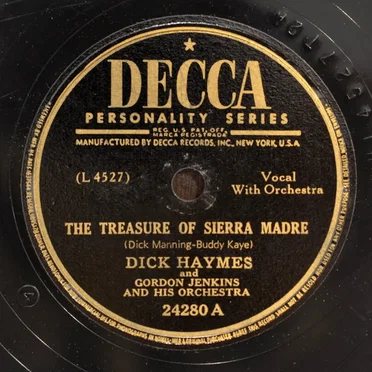 DECCA
PERSONALITY SERIES
REG. U.S. PAT. OFF.
MARCA REGISTRADA
MANUFACTURED BY DECCA RECORDS, INC., NEW YORK, U.S.A.
(L 4527)
Vocal
With Orchestra
THE TREASURE OF SIERRA MADRE
(Dick Manning-Buddy Kaye)
DICK HAYMES
and
GORDON JENKINS
AND HIS ORCHESTRA
24280 A